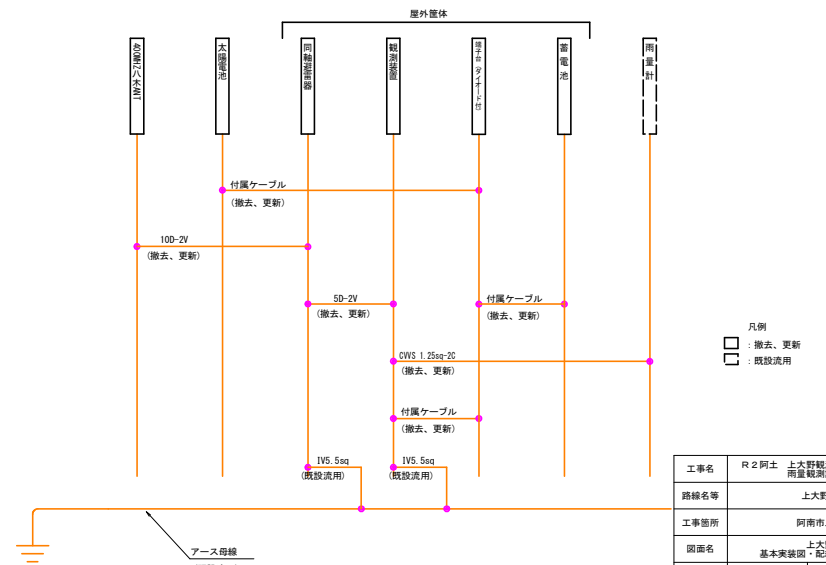 屋外筐体
400MHz八木ANT
太陽電池
同軸避雷器
観測装置
端子台(ダイオード付)
蓄電池
雨量計
付属ケーブル
(撤去、更新)
10D-2V
(撤去、更新)
5D-2V
(撤去、更新)
付属ケーブル
(撤去、更新)
CVVS 1.25sq-2C
(撤去、更新)
付属ケーブル
(撤去、更新)
IV5.5sq
(既設流用)
IV5.5sq
(既設流用)
アース母線
凡例
:撤去、更新
:既設流用
工事名
R2阿土 上大野観
雨量観測
路線名等
上大野
工事箇所
阿南市
図面名
上大
基本実装図・配